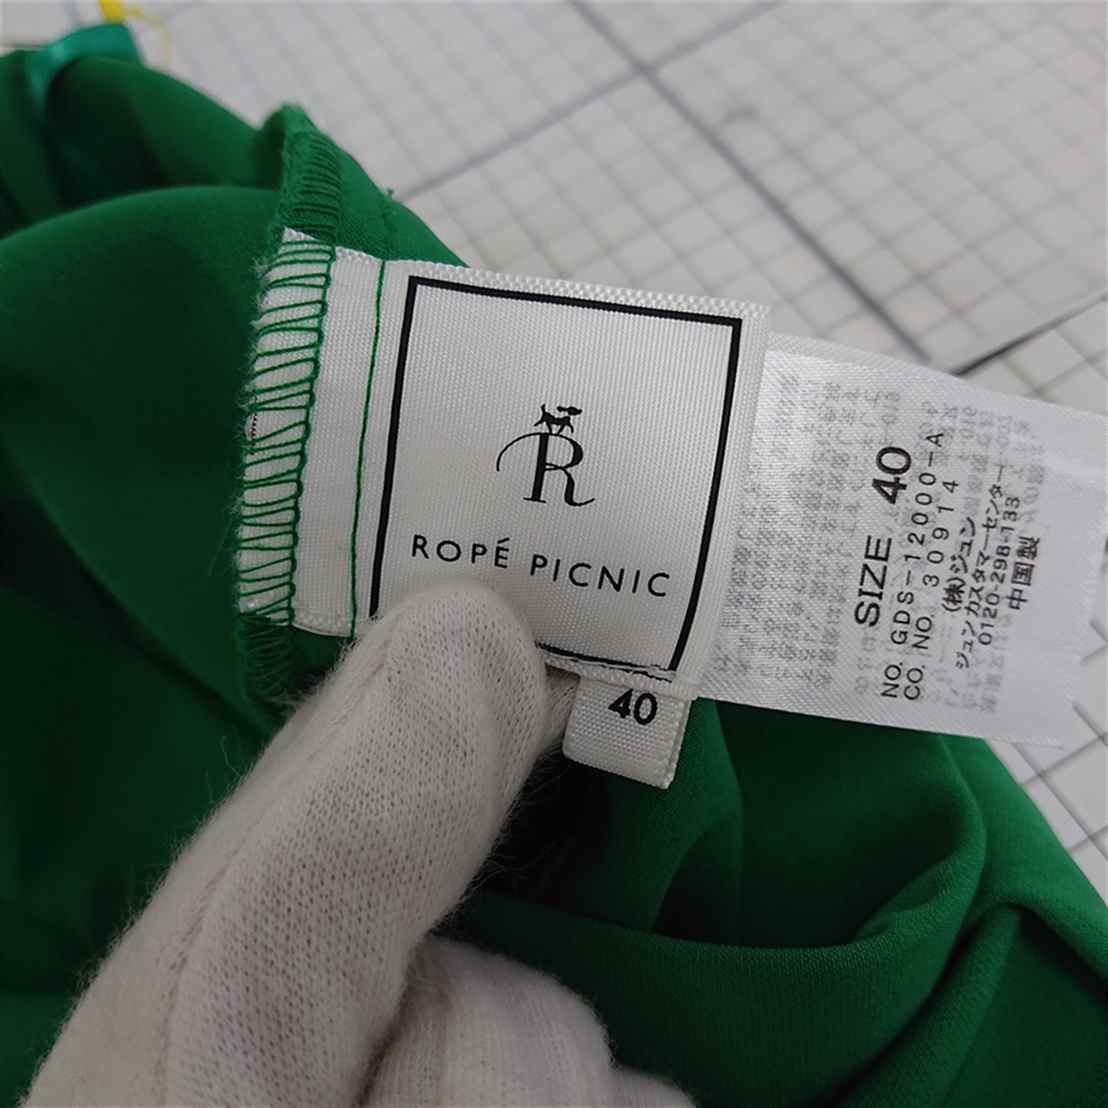 R
ROPÉ PICNIC
40
SIZE 40
NO. GDS-12000-A
CO. NO. 30914
(株)ジュン
ジュン カスタマーセンター
0120-298-133
中国製